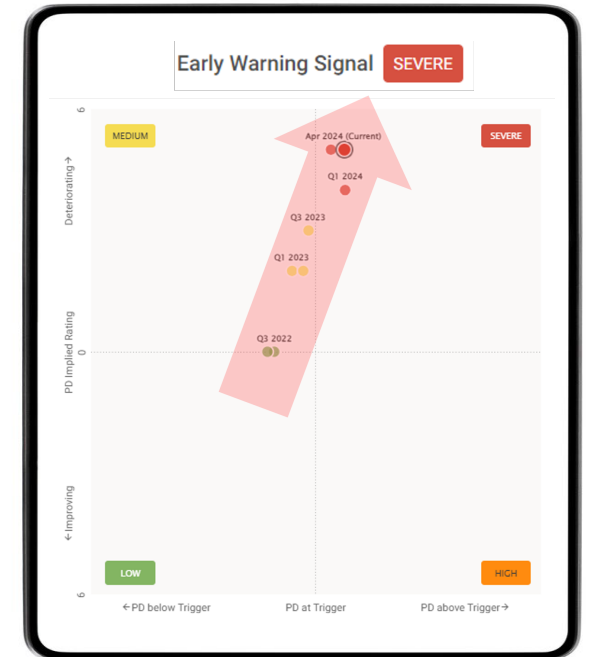 Early Warning Signal SEVERE
6
MEDIUM
SEVERE
Apr 2024 (Current)
Q1 2024
Q3 2023
Q1 2023
Q3 2022
Deteriorating→
PD Implied Rating
0
←Improving
LOW
HIGH
6
←PD below Trigger
PD at Trigger
PD above Trigger→